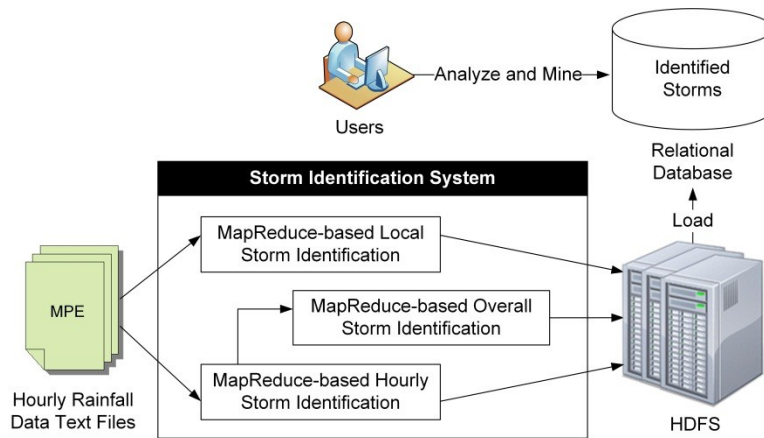 Analyze and Mine
Identified
Storms
Users
Relational
Database
Storm Identification System
Load
MapReduce-based Local
Storm Identification
MPE
MapReduce-based Overall
Storm Identification
MapReduce-based Hourly
Storm Identification
Hourly Rainfall
Data Text Files
HDFS